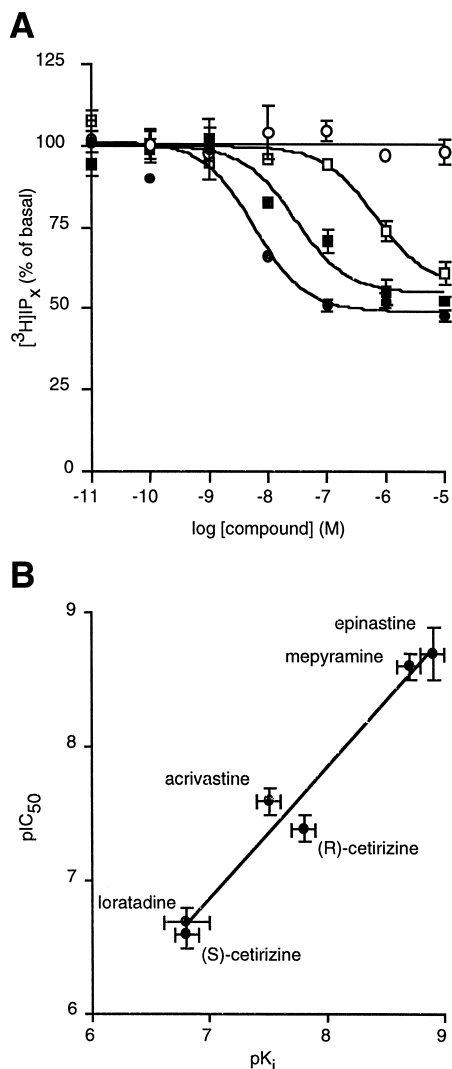 A
125
100
75
50
25
0
[³H]IPₓ (% of basal)
-11 -10 -9 -8 -7 -6 -5
log [compound] (M)
B
9
8
7
6
pIC₅₀
epinastine
mepyramine
acrivastine
(R)-cetirizine
loratadine
(S)-cetirizine
6 7 8 9
pKᵢ